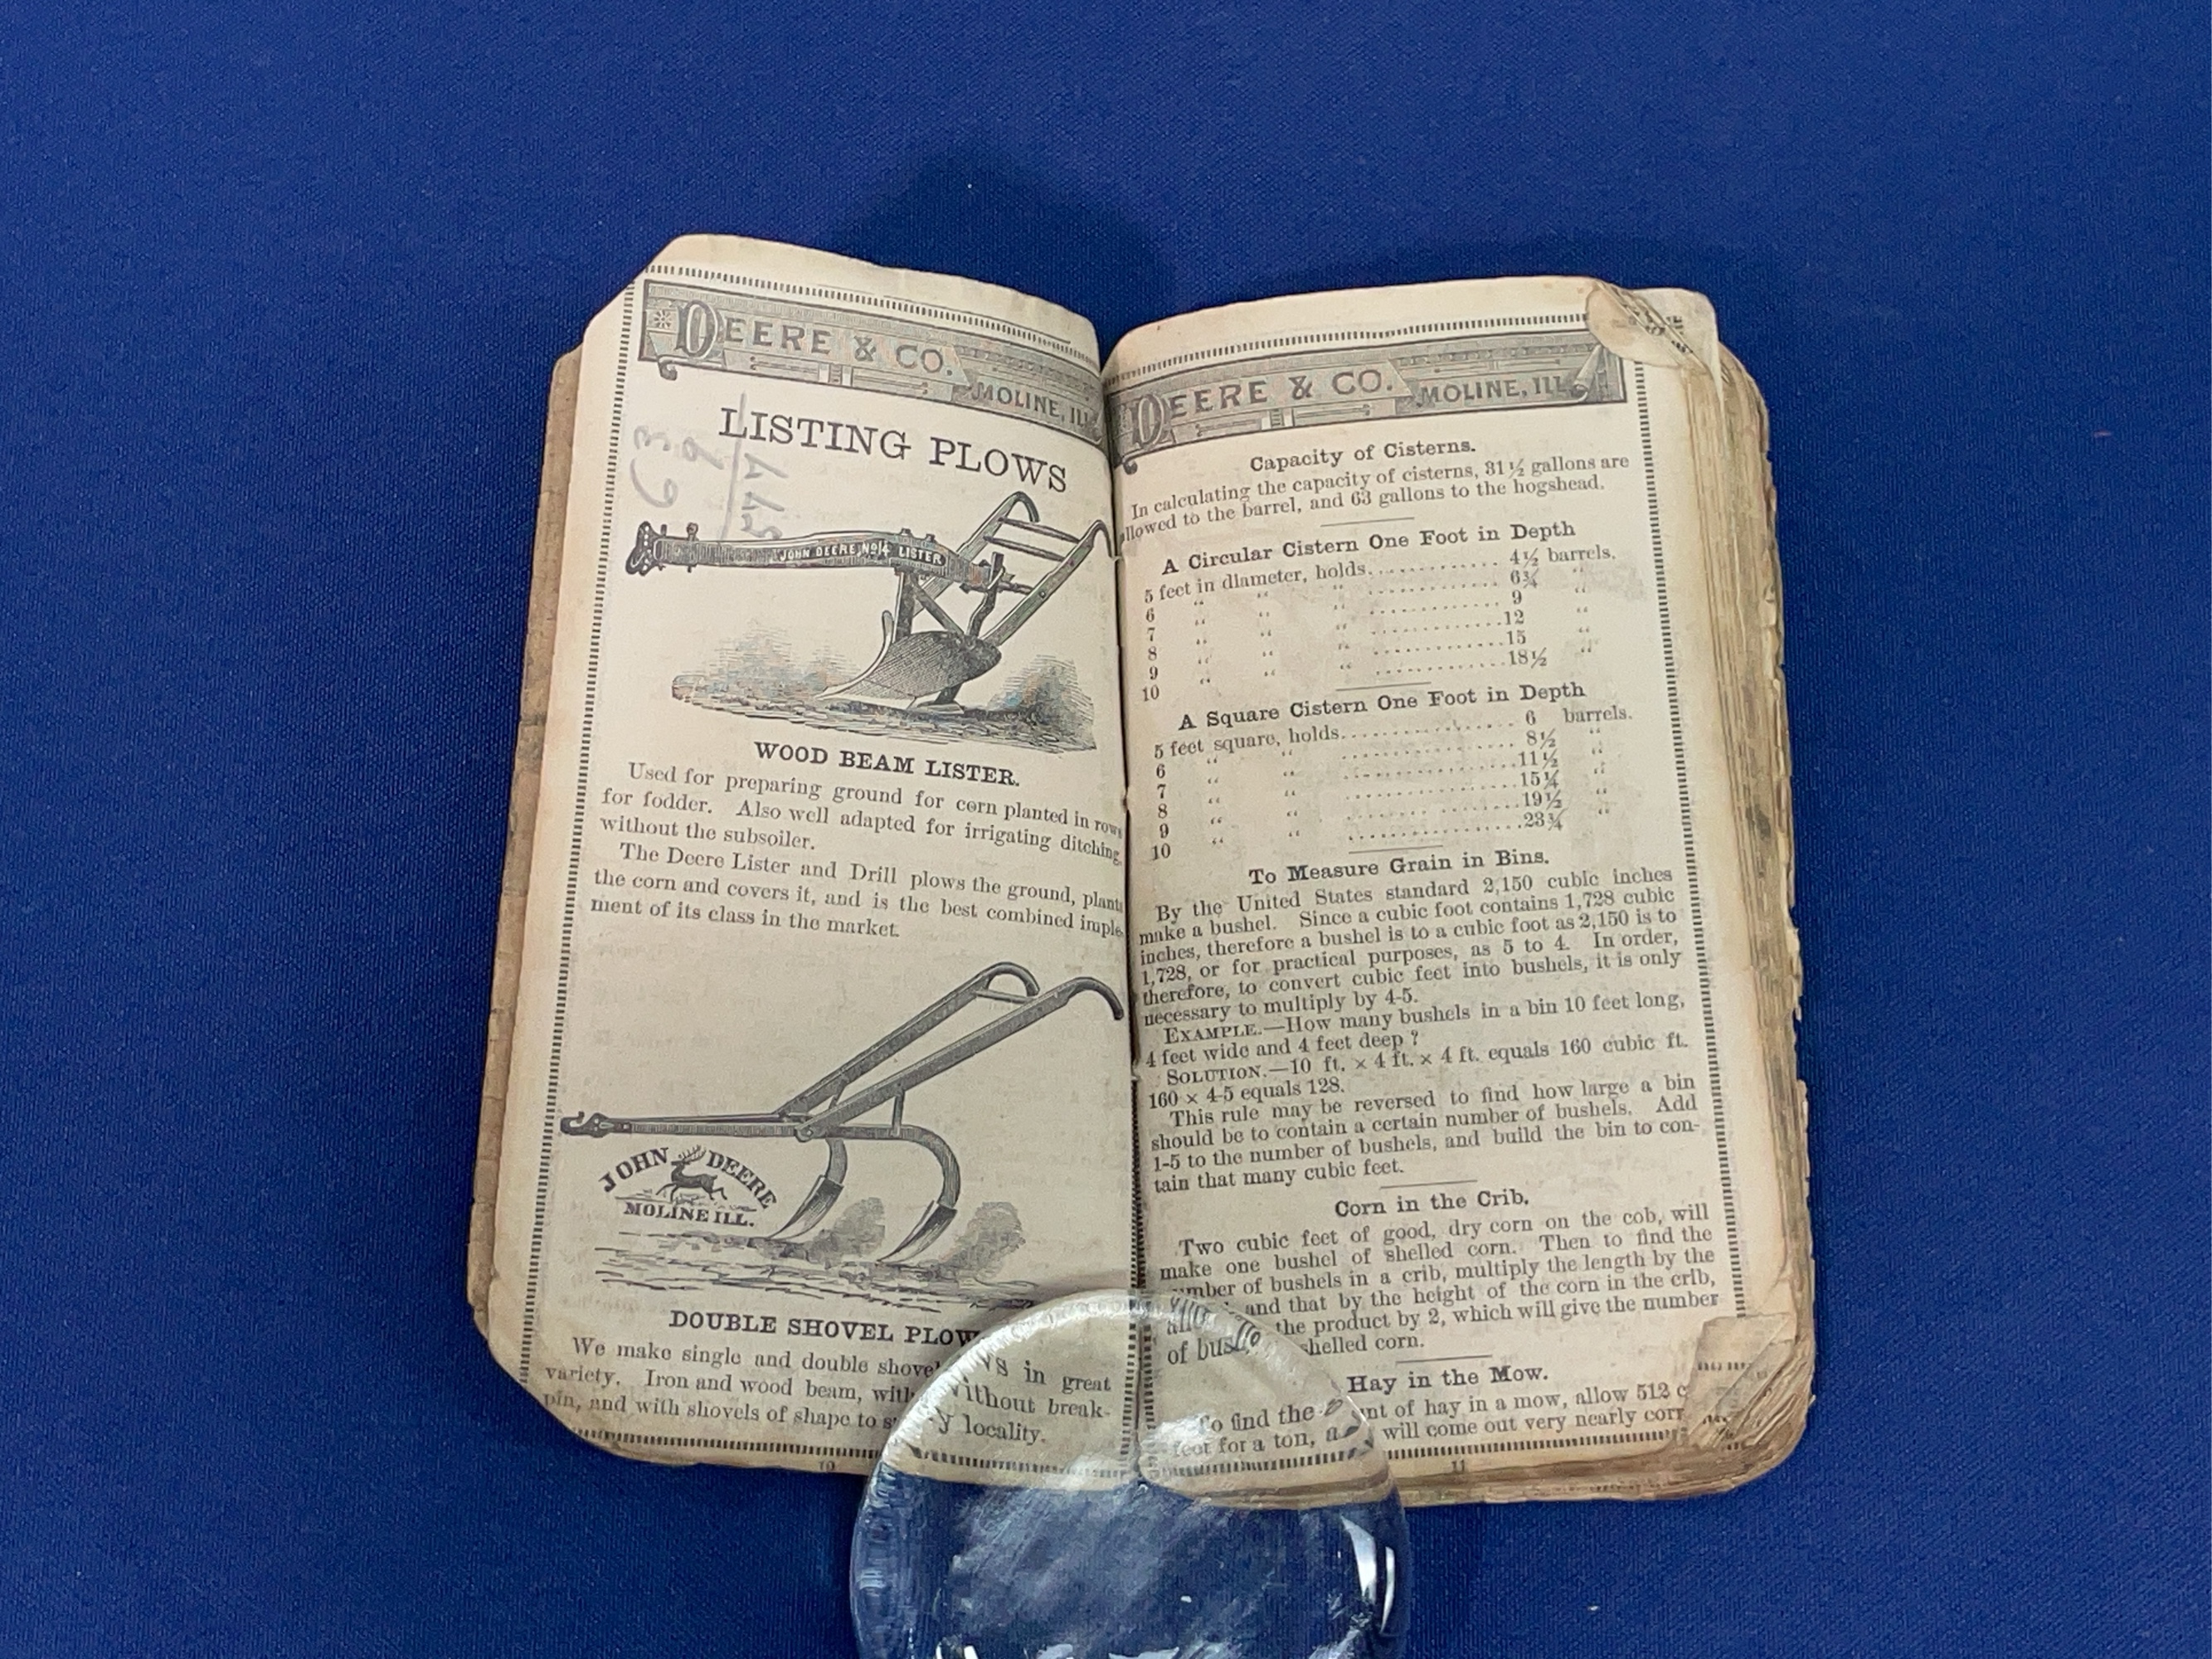 DEERE & CO.
MOLINE, ILL
LISTING PLOWS
63
9
JOHN DEERE No14 LISTER
WOOD BEAM LISTER.
Used for preparing ground for corn planted in rows
for fodder. Also well adapted for irrigating ditching,
without the subsoiler.
The Deere Lister and Drill plows the ground, plants
the corn and covers it, and is the best combined imple-
ment of its class in the market.
JOHN DEERE
MOLINE ILL.
DOUBLE SHOVEL PLOW
We make single and double shovel in great
variety. Iron and wood beam, with without break-
pin, and with shovels of shape to locality.
10
DEERE & CO.
MOLINE, ILL
Capacity of Cisterns.
In calculating the capacity of cisterns, 31½ gallons are
allowed to the barrel, and 63 gallons to the hogshead.
A Circular Cistern One Foot in Depth
5 feet in diameter, holds............. 4½ barrels.
6 " " " ............. 6¾ "
7 " " " ............. 9 "
8 " " " ............. 12 "
9 " " " ............. 15 "
10 " " " ............. 18½ "
A Square Cistern One Foot in Depth
5 feet square, holds................. 6 barrels.
6 " " ................. 8½ "
7 " " ................. 11½ "
8 " " ................. 15¼ "
9 " " ................. 19½ "
10 " " ................. 23¾ "
To Measure Grain in Bins.
By the United States standard 2,150 cubic inches
make a bushel. Since a cubic foot contains 1,728 cubic
inches, therefore a bushel is to a cubic foot as 2,150 is to
1,728, or for practical purposes, as 5 to 4. In order,
therefore, to convert cubic feet into bushels, it is only
necessary to multiply by 4-5.
EXAMPLE.—How many bushels in a bin 10 feet long,
4 feet wide and 4 feet deep?
SOLUTION.—10 ft. × 4 ft. × 4 ft. equals 160 cubic ft.
160 × 4-5 equals 128.
This rule may be reversed to find how large a bin
should be to contain a certain number of bushels. Add
1-5 to the number of bushels, and build the bin to con-
tain that many cubic feet.
Corn in the Crib.
Two cubic feet of good, dry corn on the cob, will
make one bushel of shelled corn. Then to find the
number of bushels in a crib, multiply the length by the
and that by the height of the corn in the crib,
the product by 2, which will give the number
of shelled corn.
Hay in the Mow.
To find the of hay in a mow, allow 512
feet for a ton, will come out very nearly
11